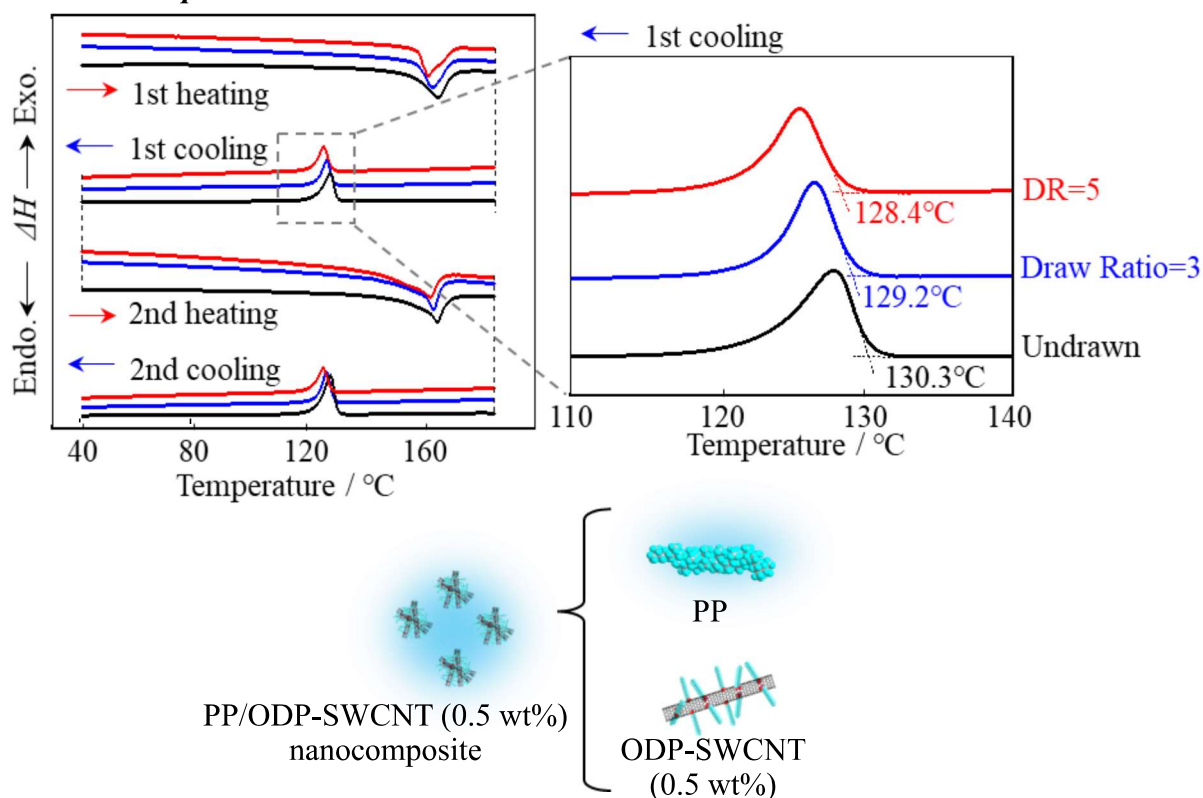 1st cooling
Endo. ← ΔH → Exo.
→ 1st heating
← 1st cooling
→ 2nd heating
← 2nd cooling
40 80 120 160
Temperature / °C
DR=5
128.4°C
Draw Ratio=3
129.2°C
Undrawn
130.3°C
110 120 130 140
Temperature / °C
PP
PP/ODP-SWCNT (0.5 wt%)
nanocomposite
ODP-SWCNT
(0.5 wt%)